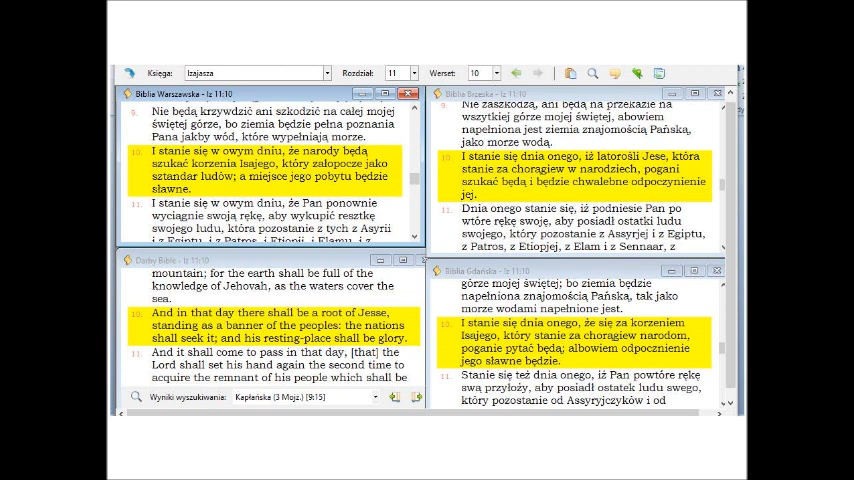 Księga:
Izajasza
Rozdział:
11
Werset:
10
Biblia Warszawska - Iz 11:10
9.
Nie będą krzywdzić ani szkodzić na całej mojej
świętej górze, bo ziemia będzie pełna poznania
Pana jakby wód, które wypełniają morze.
10.
I stanie się w owym dniu, że narody będą
szukać korzenia Isajego, który załopocze jako
sztandar ludów; a miejsce jego pobytu będzie
sławne.
11.
I stanie się w owym dniu, że Pan ponownie
wyciągnie swoją rękę, aby wykupić resztkę
swojego ludu, która pozostanie z tych z Asyrii
i z Egiptu, i z Patros, i Etiopii, i Elamu, i z
Biblia Brzeska - Iz 11:10
9.
Nie zaszkodzą, ani będą na przekazie na
wszytkiej górze mojej świętej, abowiem
napełniona jest ziemia znajomością Pańską,
jako morze wodą.
10.
I stanie się dnia onego, iż latorośli Jese, która
stanie za chorągiew w narodziech, pogani
szukać będą i będzie chwalebne odpoczynienie
jej.
11.
Dnia onego stanie się, iż podniesie Pan po
wtóre rękę swoję, aby posiadł ostatki ludu
swojego, który pozostanie z Assyrjej i z Egiptu,
z Patros, z Etiopjej, z Elam i z Sennaar, z
Darby Bible - Iz 11:10
mountain; for the earth shall be full of the
knowledge of Jehovah, as the waters cover the
sea.
10.
And in that day there shall be a root of Jesse,
standing as a banner of the peoples: the nations
shall seek it; and his resting-place shall be glory.
11.
And it shall come to pass in that day, [that] the
Lord shall set his hand again the second time to
acquire the remnant of his people which shall be
Biblia Gdańska - Iz 11:10
górze mojej świętej; bo ziemia będzie
napełniona znajomością Pańską, tak jako
morze wodami napełnione jest.
10.
I stanie się dnia onego, że się za korzeniem
Isajego, który stanie za chorągiew narodom,
poganie pytać będą; albowiem odpocznienie
jego sławne będzie.
11.
Stanie się też dnia onego, iż Pan powtóre rękę
swą przyłoży, aby posiadł ostatek ludu swego,
który pozostanie od Assyryjczyków i od
Wyniki wyszukiwania:
Kapłańska (3 Mojż.) [9:15]